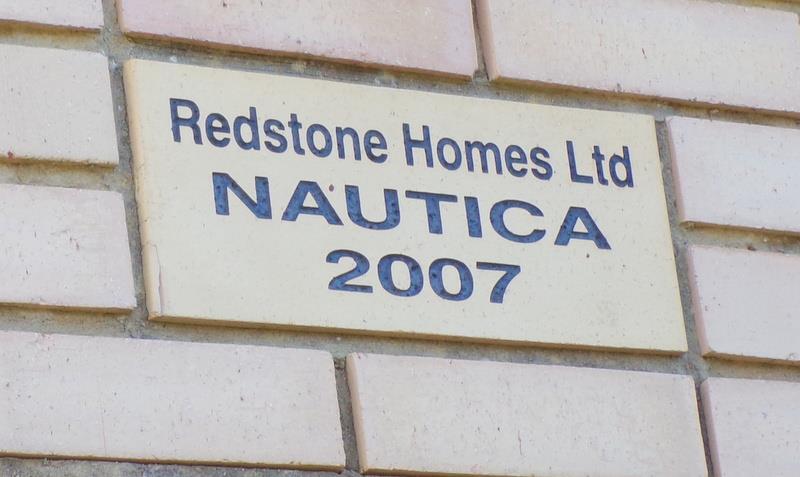 Redstone Homes Ltd
NAUTICA
2007